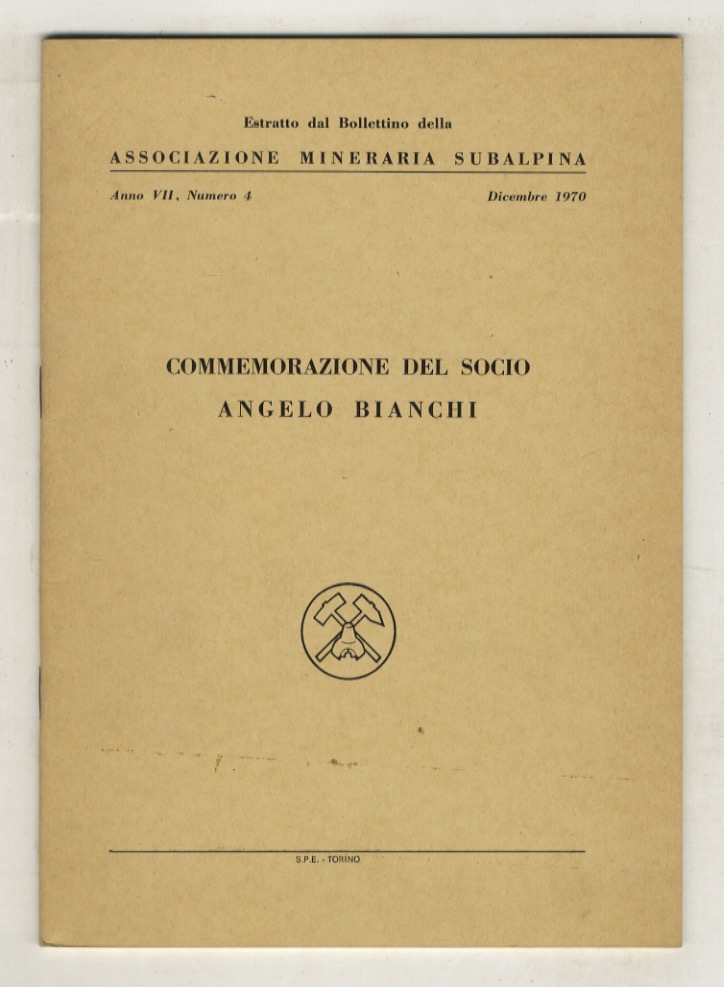 Estratto dal Bollettino della
ASSOCIAZIONE MINERARIA SUBALPINA
Anno VII, Numero 4 Dicembre 1970
COMMEMORAZIONE DEL SOCIO
ANGELO BIANCHI
S.P.E. - TORINO